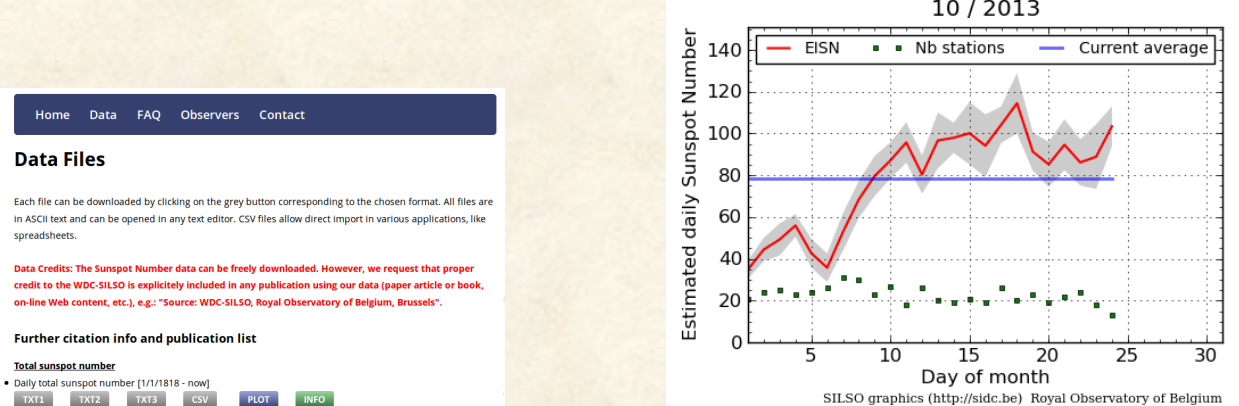 Home Data FAQ Observers Contact
Data Files
Each file can be downloaded by clicking on the grey button corresponding to the chosen format. All files are
in ASCII text and can be opened in any text editor. CSV files allow direct import in various applications, like
spreadsheets.
Data Credits: The Sunspot Number data can be freely downloaded. However, we request that proper
credit to the WDC-SILSO is explicitely included in any publication using our data (paper article or book,
on-line Web content, etc.), e.g.: "Source: WDC-SILSO, Royal Observatory of Belgium, Brussels".
Further citation info and publication list
Total sunspot number
• Daily total sunspot number [1/1/1818 - now]
TXT1 TXT2 TXT3 CSV PLOT INFO
10 / 2013
EISN Nb stations Current average
Estimated daily Sunspot Number
140
120
100
80
60
40
20
0
5 10 15 20 25 30
Day of month
SILSO graphics (http://sidc.be) Royal Observatory of Belgium